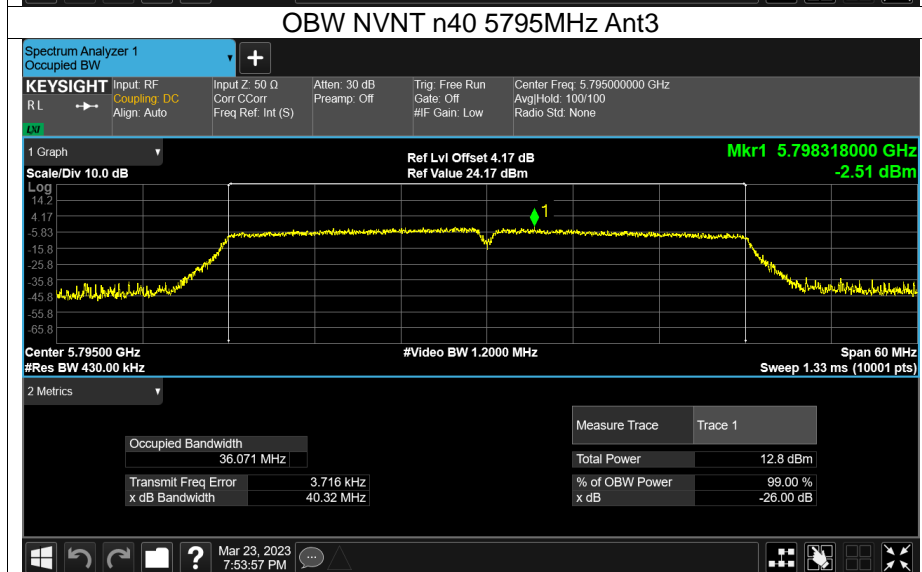 OBW NVNT n40 5795MHz Ant3
Spectrum Analyzer 1
Occupied BW
+
KEYSIGHT Input: RF Input Z: 50 Ω Atten: 30 dB Trig: Free Run Center Freq: 5.795000000 GHz
RL Coupling: DC Corr CCorr Preamp: Off Gate: Off Avg|Hold: 100/100
Align: Auto Freq Ref: Int (S) #IF Gain: Low Radio Std: None
LXI
1 Graph Ref Lvl Offset 4.17 dB Mkr1 5.798318000 GHz
Scale/Div 10.0 dB Ref Value 24.17 dBm -2.51 dBm
Log
14.2
4.17
1
-5.83
-15.8
-25.8
-35.8
-45.8
-55.8
-65.8
Center 5.79500 GHz #Video BW 1.2000 MHz Span 60 MHz
#Res BW 430.00 kHz Sweep 1.33 ms (10001 pts)
2 Metrics
Measure Trace Trace 1
Occupied Bandwidth
36.071 MHz Total Power 12.8 dBm
Transmit Freq Error 3.716 kHz % of OBW Power 99.00 %
x dB Bandwidth 40.32 MHz x dB -26.00 dB
? Mar 23, 2023
7:53:57 PM